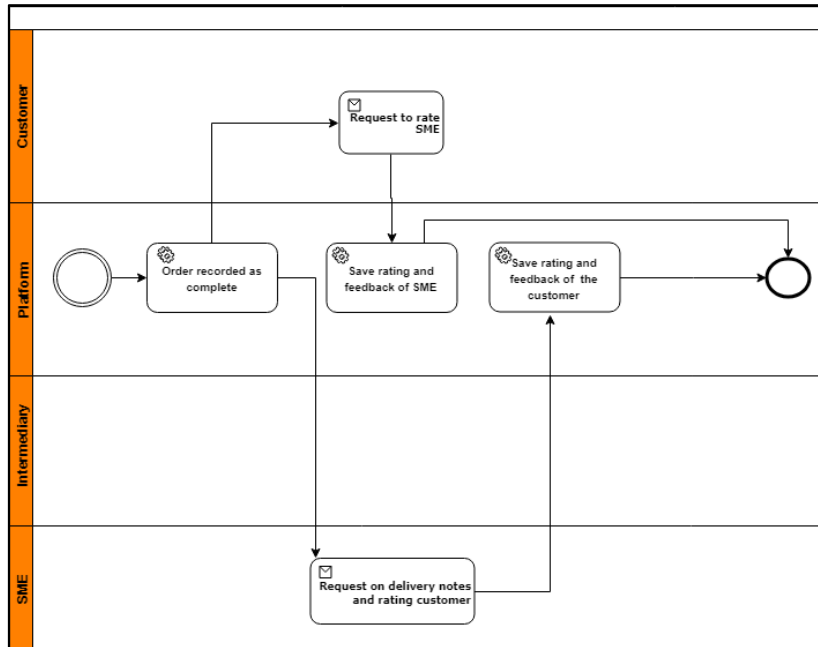 Customer
Request to rate
SME
Platform
Order recorded as
complete
Save rating and
feedback of SME
Save rating and
feedback of the
customer
Intermediary
SME
Request on delivery notes
and rating customer